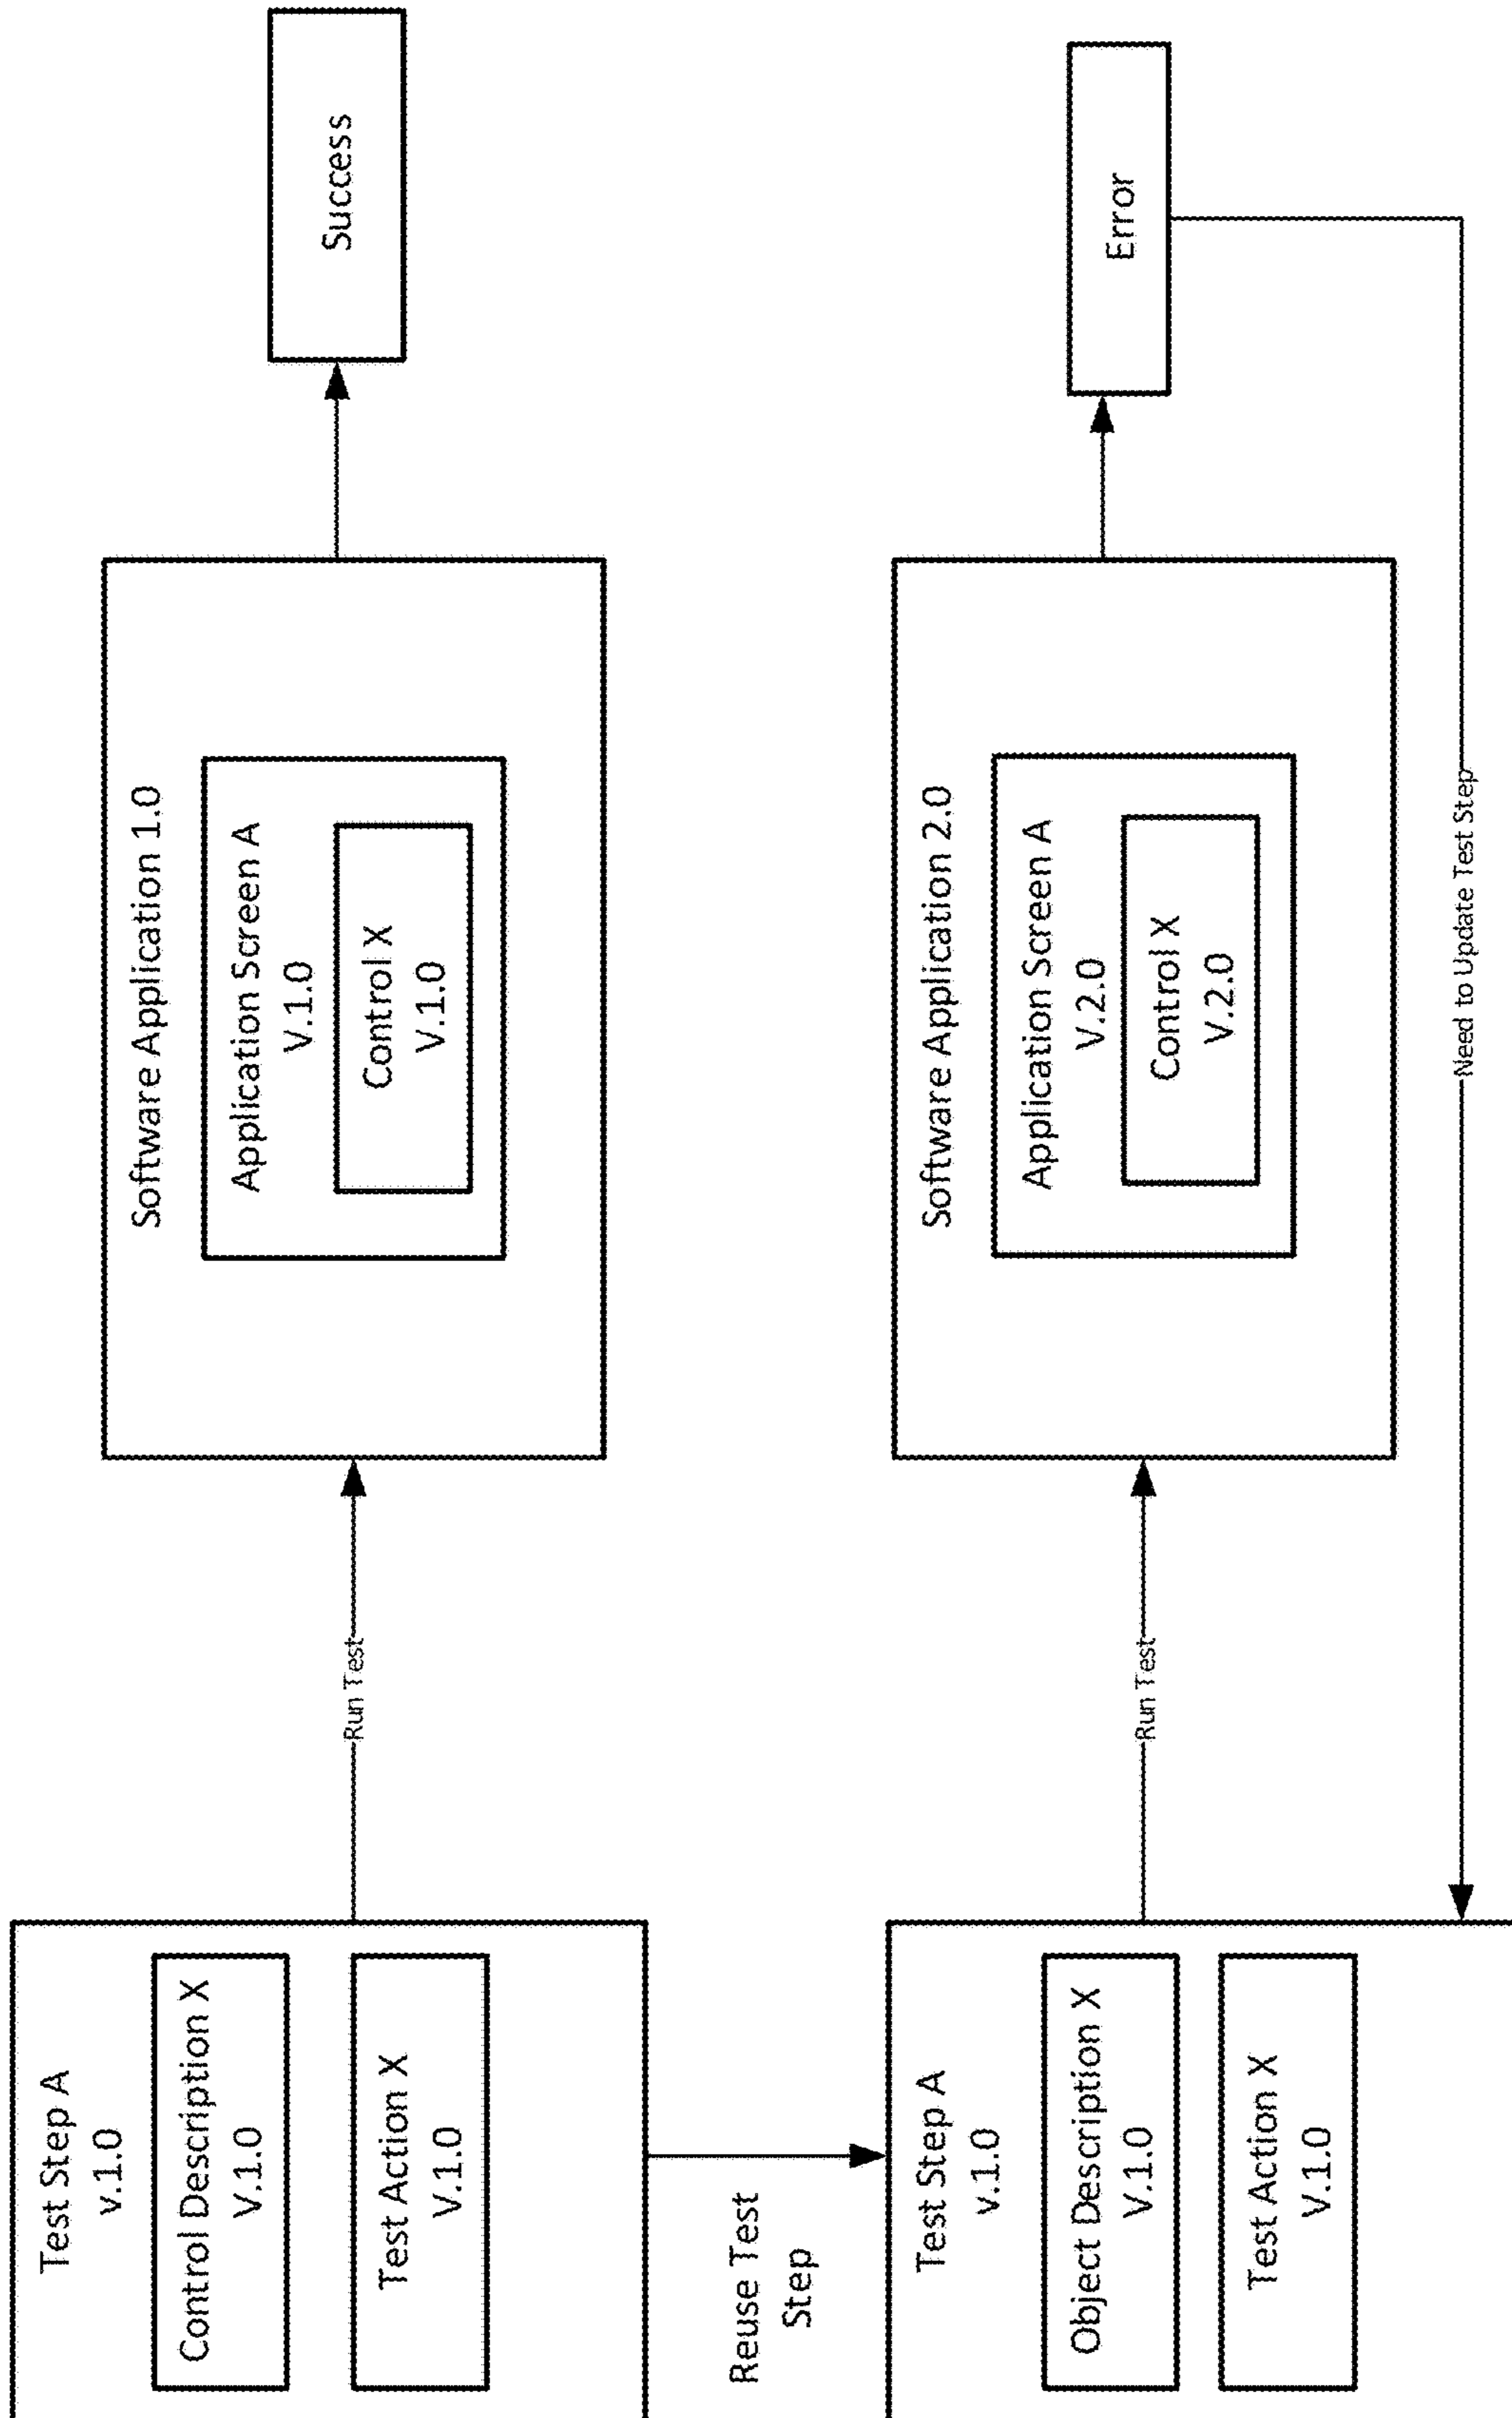 Test Step A
v.1.0
Control Description X
V.1.0
Test Action X
V.1.0
Run Test
Software Application 1.0
Application Screen A
V.1.0
Control X
V.1.0
Success
Reuse Test
Step
Test Step A
v.1.0
Object Description X
V.1.0
Test Action X
V.1.0
Run Test
Software Application 2.0
Application Screen A
V.2.0
Control X
V.2.0
Error
Need to Update Test Step